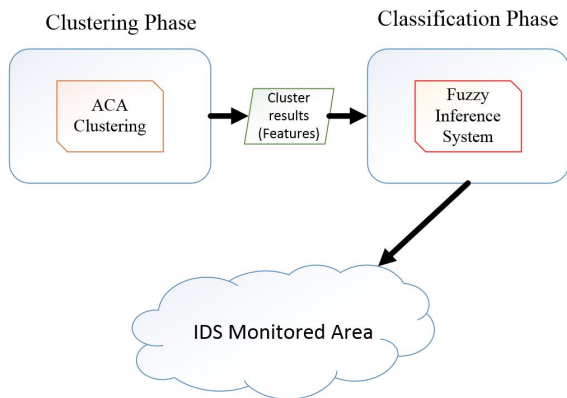 Clustering Phase
Classification Phase
ACA
Clustering
Cluster
results
(Features)
Fuzzy
Inference
System
IDS Monitored Area